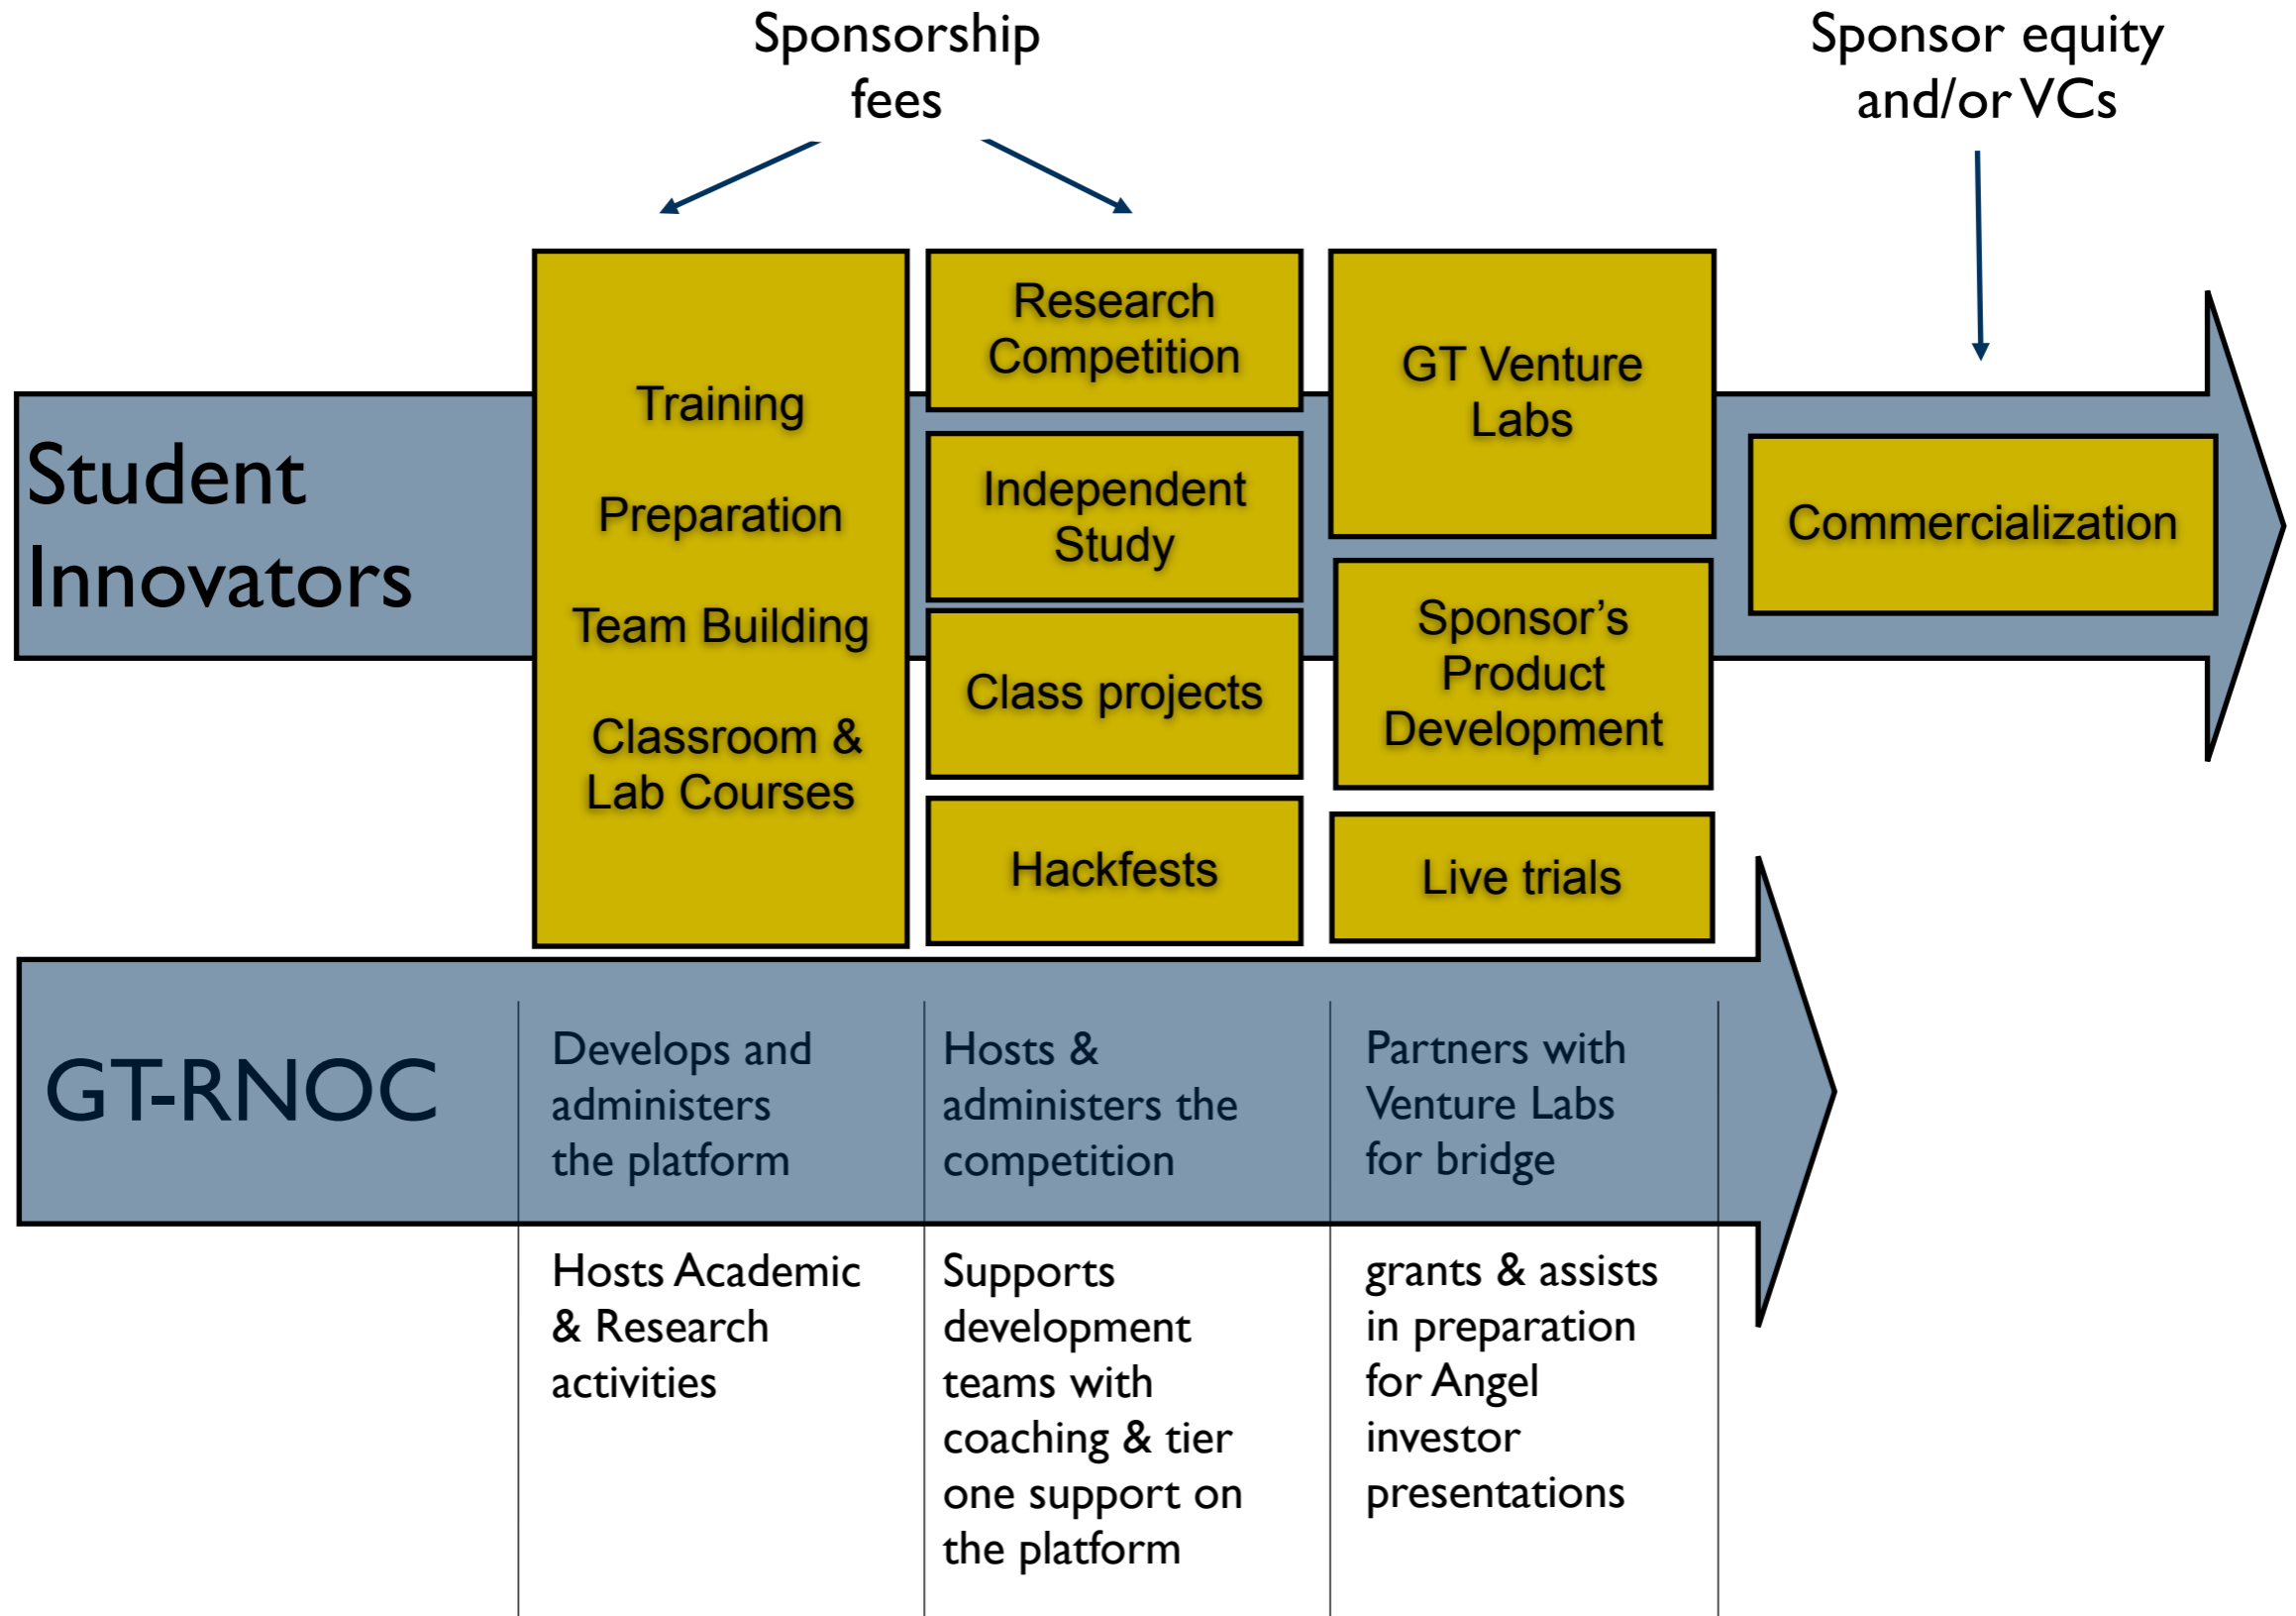 Sponsorship
fees
Sponsor equity
and/or VCs
Student
Innovators
Training
Preparation
Team Building
Classroom &
Lab Courses
Research
Competition
Independent
Study
Class projects
Hackfests
GT Venture
Labs
Sponsor’s
Product
Development
Live trials
Commercialization
GT-RNOC
Develops and
administers
the platform
Hosts Academic
& Research
activities
Hosts &
administers the
competition
Supports
development
teams with
coaching & tier
one support on
the platform
Partners with
Venture Labs
for bridge
grants & assists
in preparation
for Angel
investor
presentations